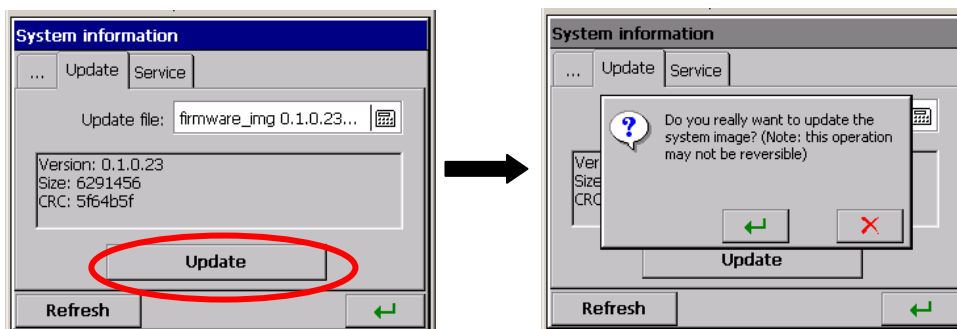 System information
...
Update
Service
Update file:
firmware_img 0.1.0.23...
Version: 0.1.0.23
Size: 6291456
CRC: 5f64b5f
Update
Refresh
System information
...
Update
Service
Do you really want to update the
system image? (Note: this operation
may not be reversible)
Ver
Size
CRC
Update
Refresh